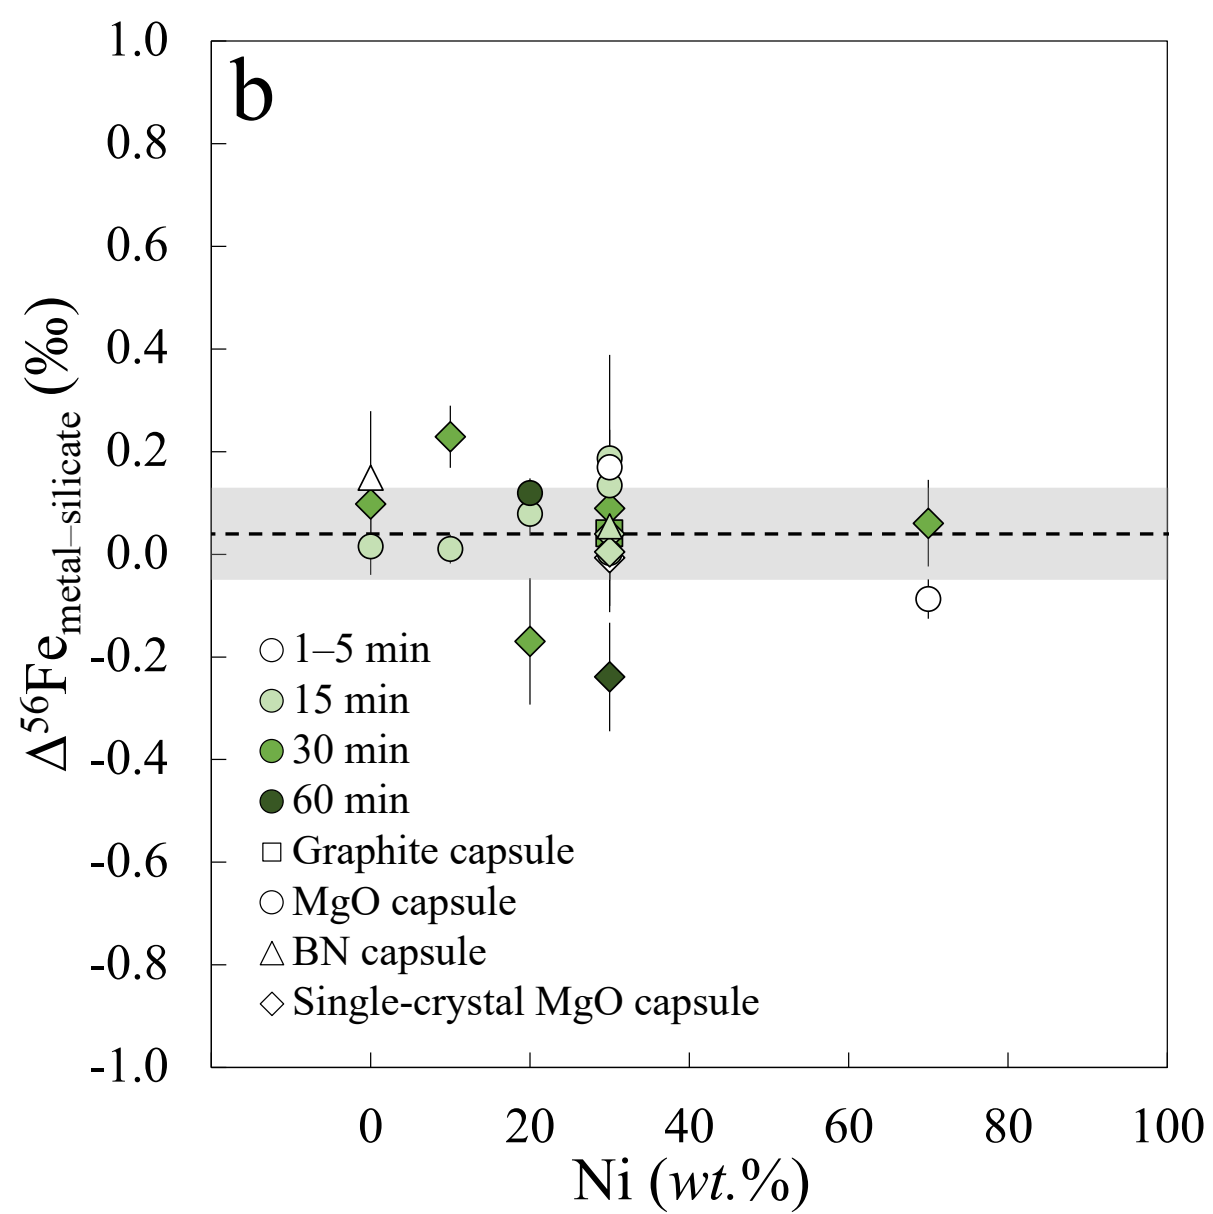 b
1.0
0.8
0.6
0.4
0.2
0.0
-0.2
-0.4
-0.6
-0.8
-1.0
Δ⁵⁶Fe metal–silicate (‰)
1–5 min
15 min
30 min
60 min
Graphite capsule
MgO capsule
BN capsule
Single-crystal MgO capsule
0 20 40 60 80 100
Ni (wt.%)